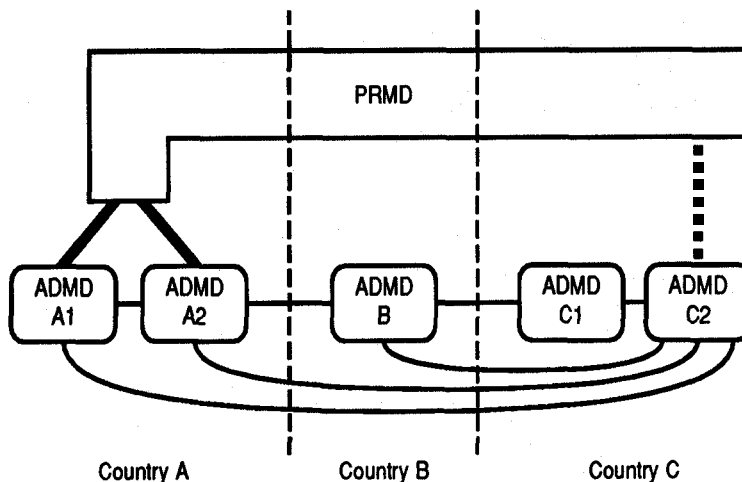 PRMD
ADMD
A1
ADMD
A2
ADMD
B
ADMD
C1
ADMD
C2
Country A
Country B
Country C